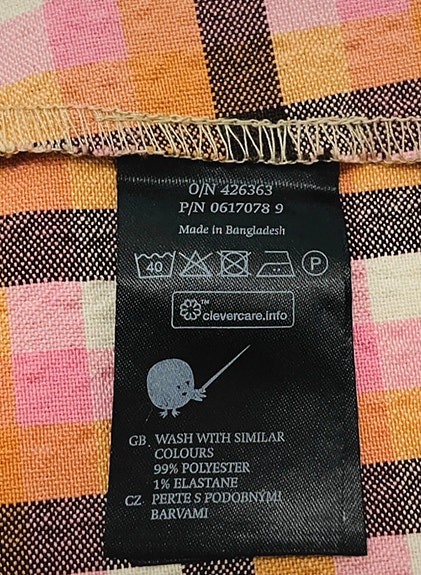 O/N 426363
P/N 0617078 9
Made in Bangladesh
40 P
™ clevercare.info
GB WASH WITH SIMILAR
COLOURS
99% POLYESTER
1% ELASTANE
CZ PERTE S PODOBNÝMI
BARVAMI